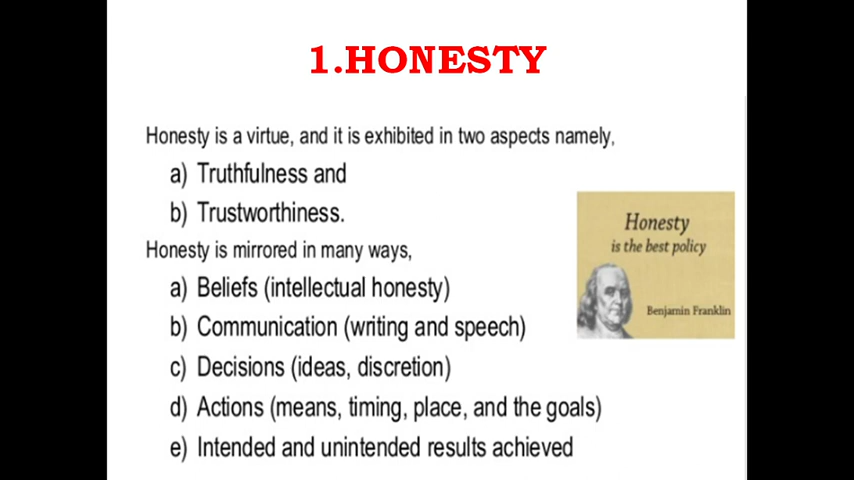 1.HONESTY
Honesty is a virtue, and it is exhibited in two aspects namely,
a) Truthfulness and
b) Trustworthiness.
Honesty is mirrored in many ways,
a) Beliefs (intellectual honesty)
b) Communication (writing and speech)
c) Decisions (ideas, discretion)
d) Actions (means, timing, place, and the goals)
e) Intended and unintended results achieved
Honesty
is the best policy
Benjamin Franklin